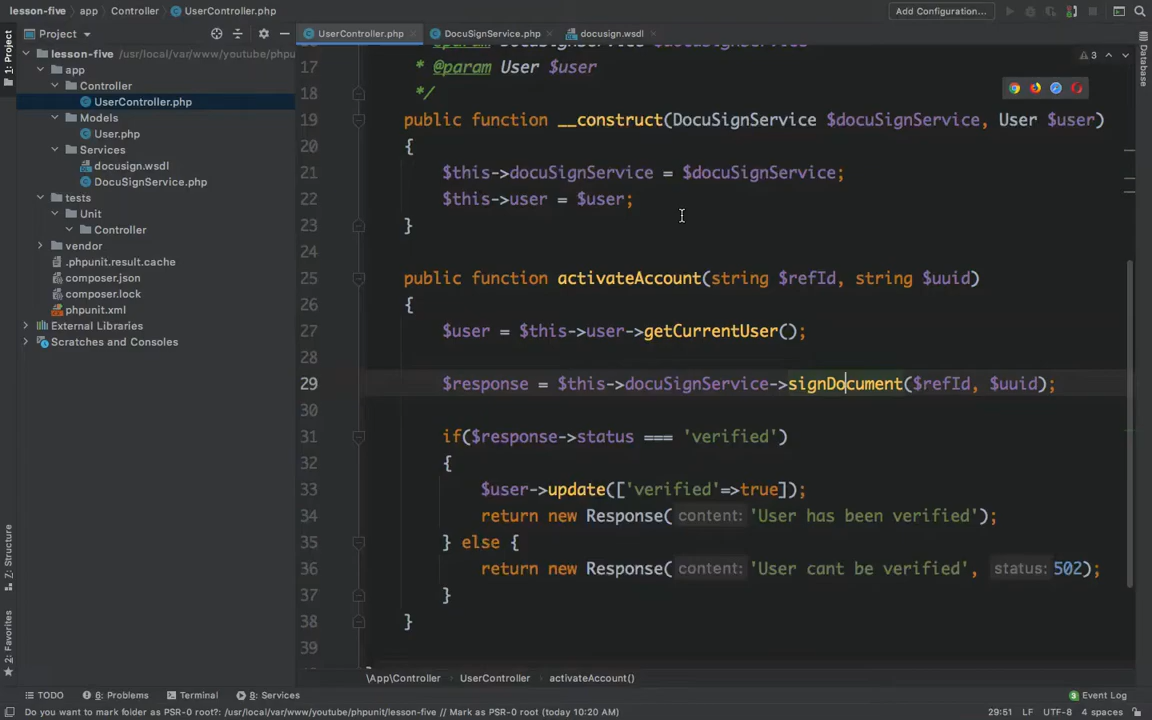 lesson-five app Controller UserController.php Add Configuration...
Project UserController.php DocuSignService.php docusign.wsdl
1: Project
Database
lesson-five /usr/local/var/www/youtube/phpu
app
Controller
UserController.php
Models
User.php
Services
docusign.wsdl
DocuSignService.php
tests
Unit
Controller
vendor
.phpunit.result.cache
composer.json
composer.lock
phpunit.xml
External Libraries
Scratches and Consoles
7: Structure
2: Favorites
3
17 * @param User $user
18 */
19 public function __construct(DocuSignService $docuSignService, User $user)
20 {
21 $this->docuSignService = $docuSignService;
22 $this->user = $user;
23 }
24
25 public function activateAccount(string $refId, string $uuid)
26 {
27 $user = $this->user->getCurrentUser();
28
29 $response = $this->docuSignService->signDocument($refId, $uuid);
30
31 if($response->status === 'verified')
32 {
33 $user->update(['verified'=>true]);
34 return new Response( content: 'User has been verified');
35 } else {
36 return new Response( content: 'User cant be verified', status: 502);
37 }
38 }
39
\App\Controller UserController activateAccount()
TODO 6: Problems Terminal 8: Services Event Log
Do you want to mark folder as PSR-0 root?: /usr/local/var/www/youtube/phpunit/lesson-five // Mark as PSR-0 root (today 10:20 AM) 29:51 LF UTF-8 4 spaces